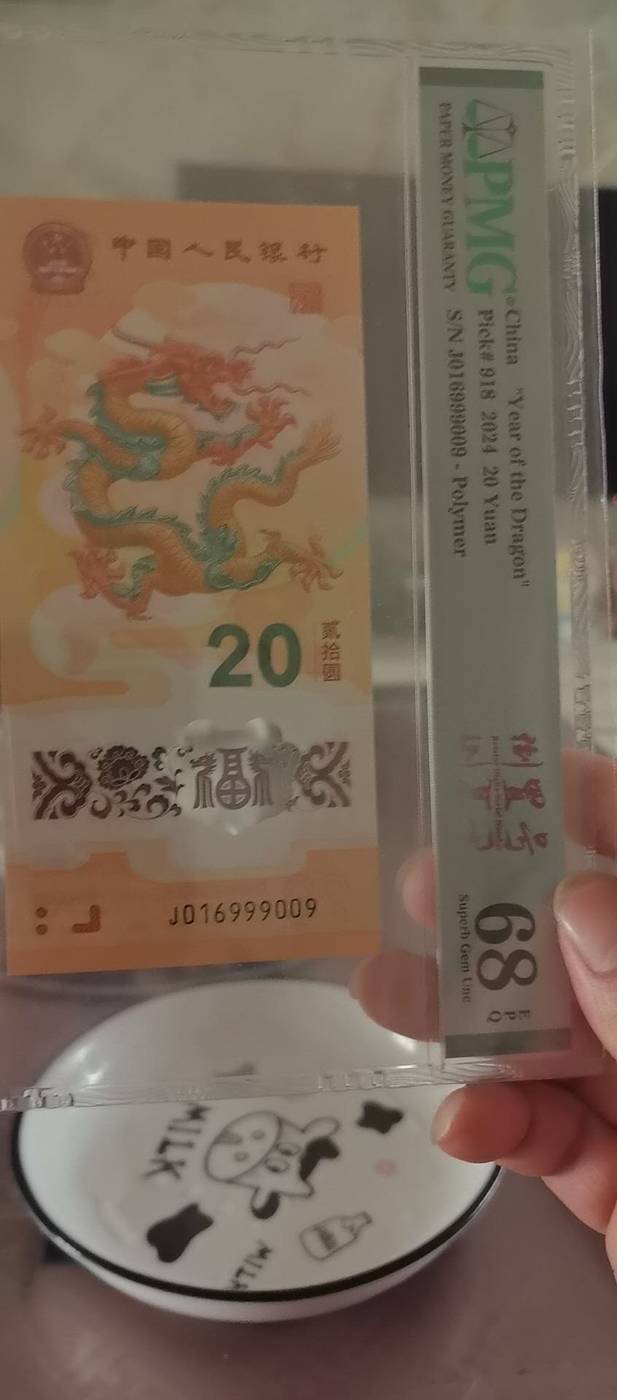 PMG®
PAPER MONEY GUARANTY
China "Year of the Dragon"
Pick# 918 2024 20 Yuan
S/N J016999009 - Polymer
68
EPQ
Superb Gem Unc
中国人民银行
20
贰拾圆
福
J016999009
MILK
MILK